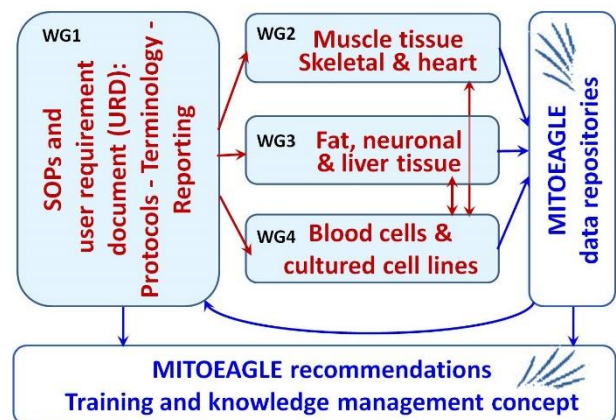 WG1
SOPs and
user requirement
document (URD):
Protocols - Terminology -
Reporting
WG2
Muscle tissue
Skeletal & heart
WG3
Fat, neuronal
& liver tissue
WG4
Blood cells &
cultured cell lines
MITOEAGLE
data repositories
MITOEAGLE recommendations
Training and knowledge management concept